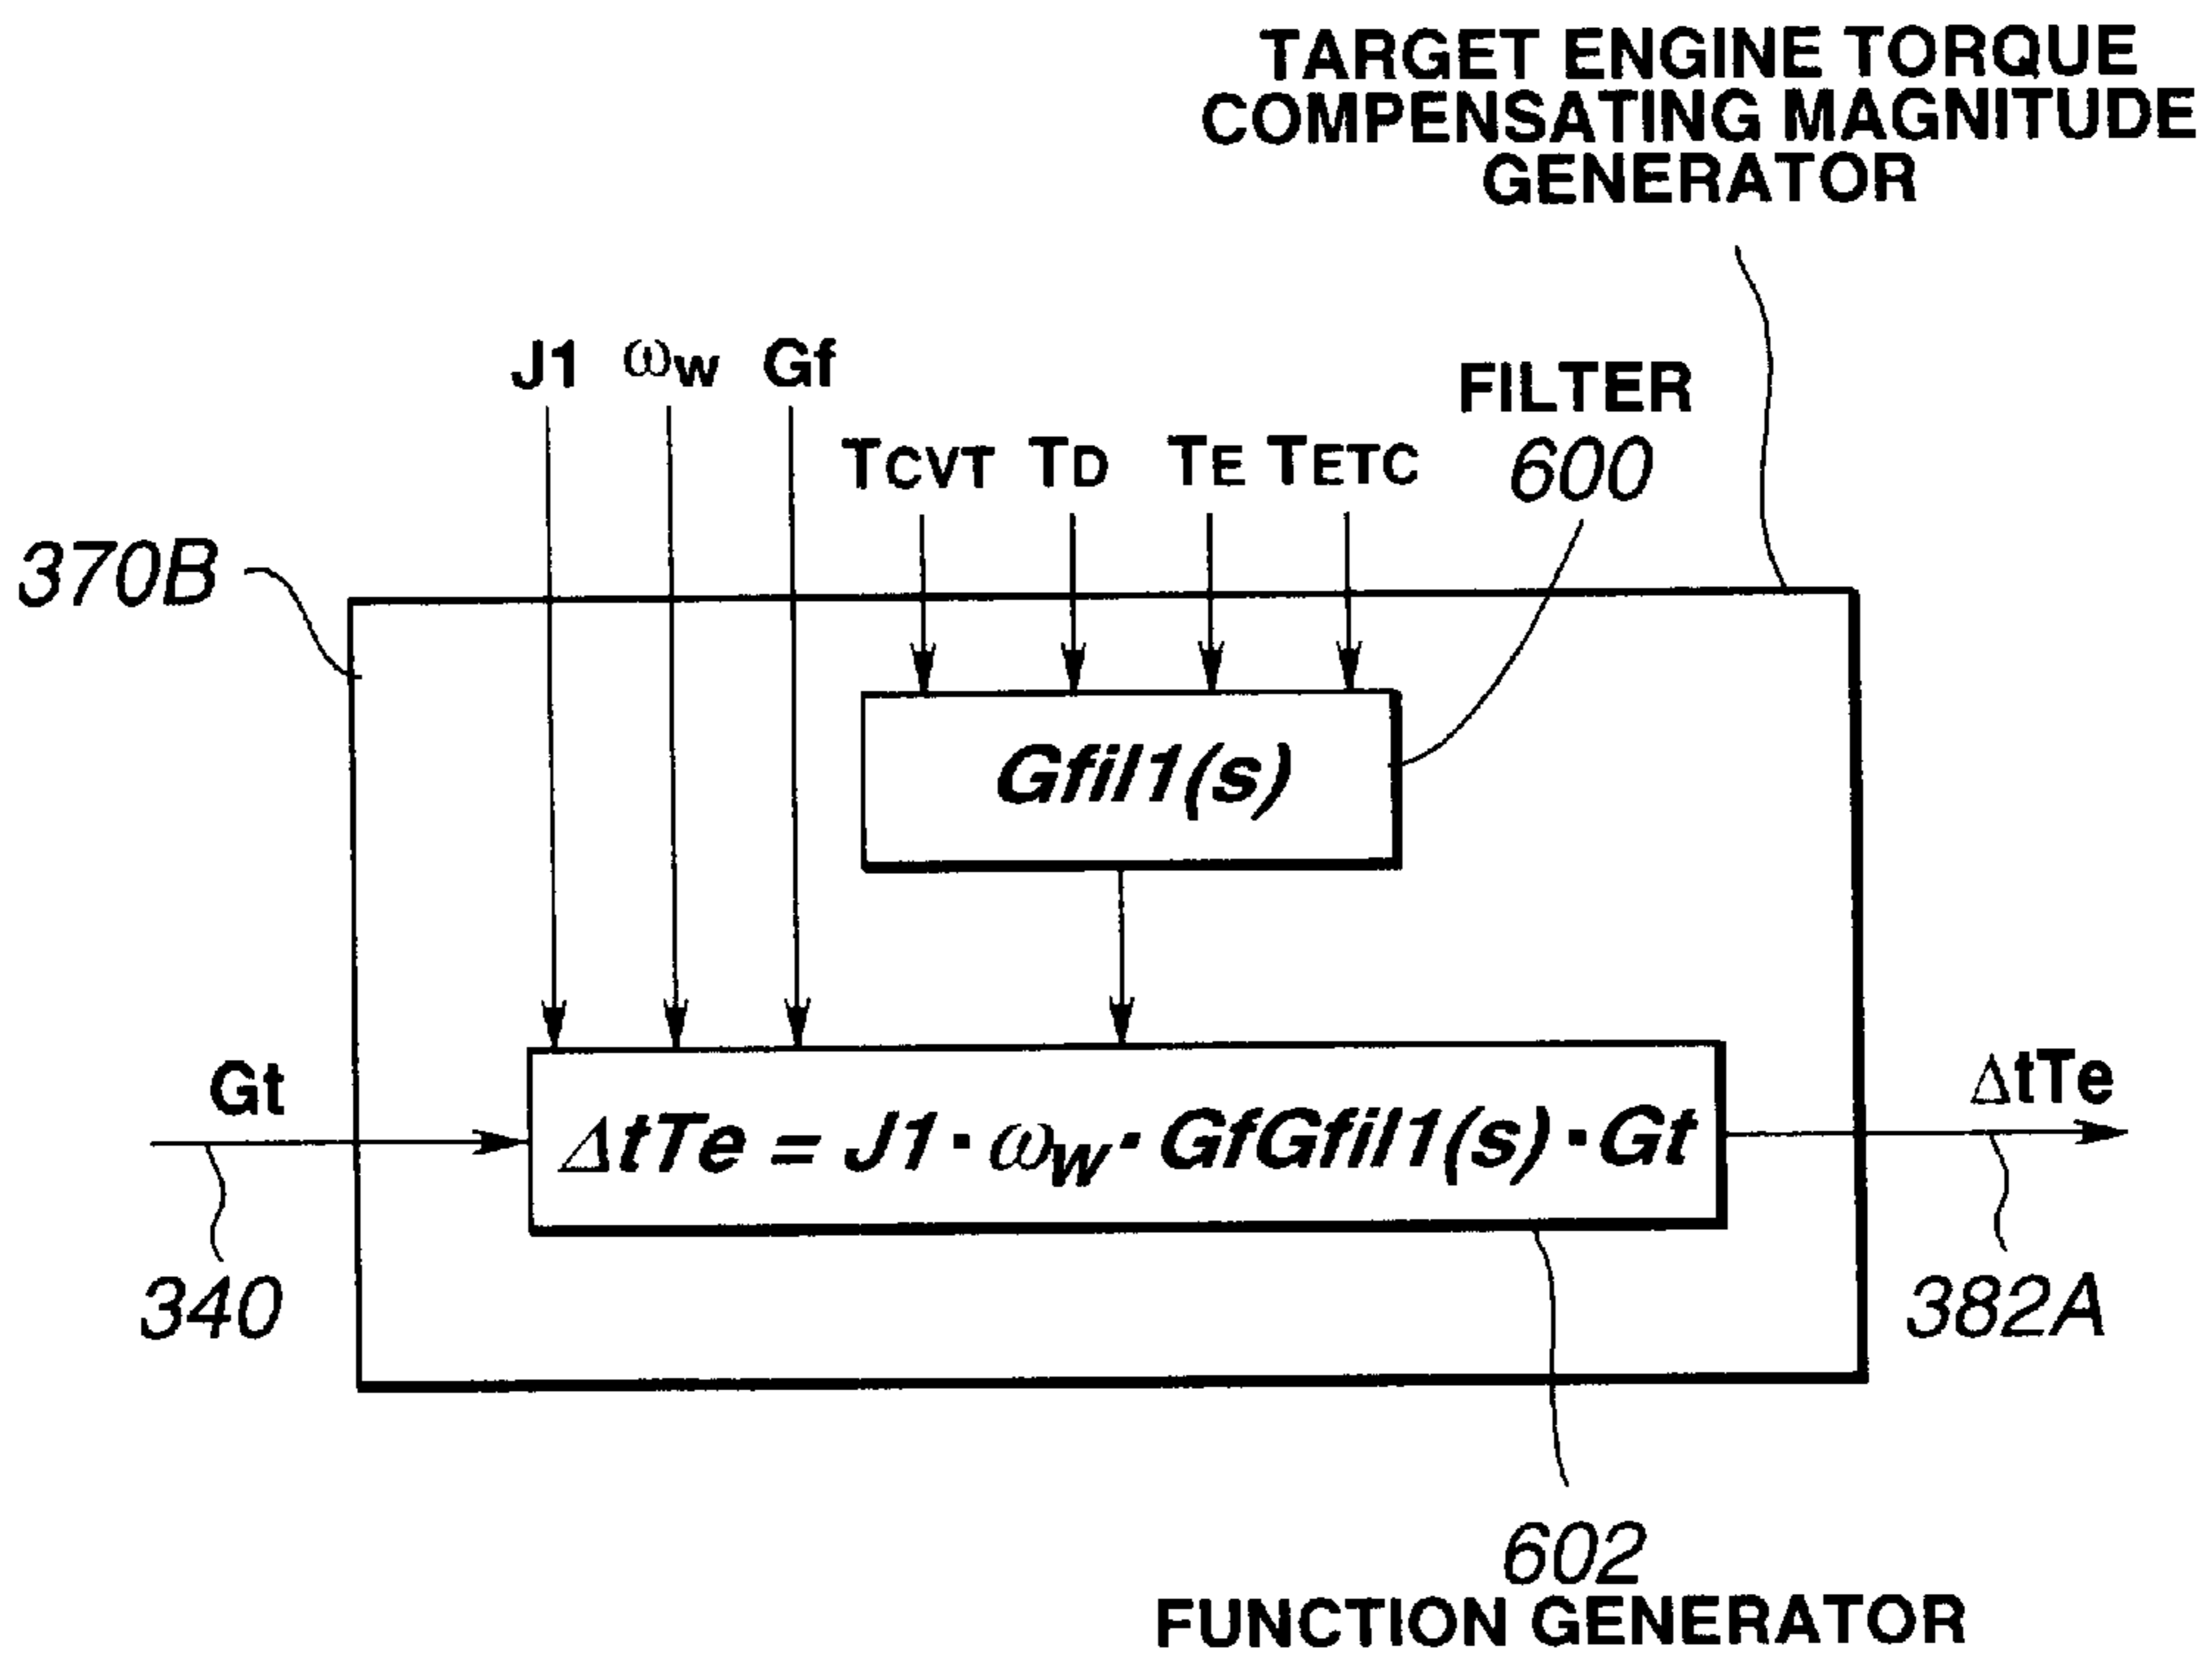 TARGET ENGINE TORQUE
COMPENSATING MAGNITUDE
GENERATOR
J1 ωw Gf
FILTER
600
TCVT TD TE TETC
370B
Gfil1(s)
Gt
ΔtTe = J1·ωw·GfGfil1(s)·Gt
ΔtTe
340
382A
602
FUNCTION GENERATOR